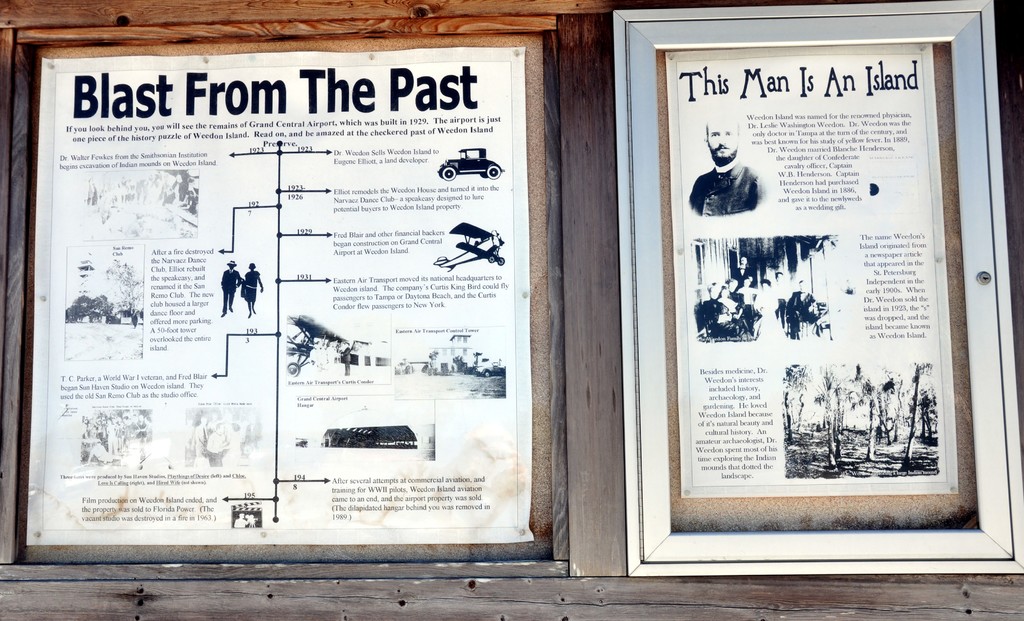 Blast From The Past
If you look behind you, you will see the remains of Grand Central Airport, which was built in 1929. The airport is just
one piece of the history puzzle of Weedon Island. Read on, and be amazed at the checkered past of Weedon Island
Preserve.
1923
1923
Dr. Walter Fewkes from the Smithsonian Institution
begins excavation of Indian mounds on Weedon Island.
Dr. Weedon Sells Weedon Island to
Eugene Elliott, a land developer.
1923-
1926
Elliot remodels the Weedon House and turned it into the
Narvaez Dance Club– a speakeasy designed to lure
potential buyers to Weedon Island property.
192
7
San Remo
Club
After a fire destroyed
the Narvaez Dance
Club, Elliot rebuilt
the speakeasy, and
renamed it the San
Remo Club. The new
club housed a larger
dance floor and
offered more parking.
A 50-foot tower
overlooked the entire
island.
1929
Fred Blair and other financial backers
began construction on Grand Central
Airport at Weedon Island.
1931
Eastern Air Transport moved its national headquarters to
Weedon island. The company's Curtis King Bird could fly
passengers to Tampa or Daytona Beach, and the Curtis
Condor flew passengers to New York.
Eastern Air Transport's Curtis Condor
Eastern Air Transport Control Tower
Grand Central Airport
Hangar
193
3
T. C. Parker, a World War I veteran, and Fred Blair
began Sun Haven Studio on Weedon island. They
used the old San Remo Club as the studio office.
Three films were produced by Sun Haven Studios, Playthings of Desire (left) and Chloe,
Love is Calling (right), and Hired Wife (not shown).
194
8
After several attempts at commercial aviation, and
training for WWII pilots, Weedon Island aviation
came to an end, and the airport property was sold.
(The dilapidated hangar behind you was removed in
1989.)
195
Film production on Weedon Island ended, and
the property was sold to Florida Power. (The
vacant studio was destroyed in a fire in 1963.)
This Man Is An Island
Weedon Island was named for the renowned physician,
Dr. Leslie Washington Weedon. Dr. Weedon was the
only doctor in Tampa at the turn of the century, and
was best known for his study of yellow fever. In 1889,
Dr. Weedon married Blanche Henderson,
the daughter of Confederate
cavalry officer, Captain
W.B. Henderson. Captain
Henderson had purchased
Weedon Island in 1886,
and gave it to the newlyweds
as a wedding gift.
The name Weedon's
Island originated from
a newspaper article
that appeared in the
St. Petersburg
Independent in the
early 1900s. When
Dr. Weedon sold the
island in 1923, the "s"
was dropped, and the
island became known
as Weedon Island.
Besides medicine, Dr.
Weedon's interests
included history,
archaeology, and
gardening. He loved
Weedon Island because
of it's natural beauty and
cultural history. An
amateur archaeologist, Dr.
Weedon spent most of his
time exploring the Indian
mounds that dotted the
landscape.